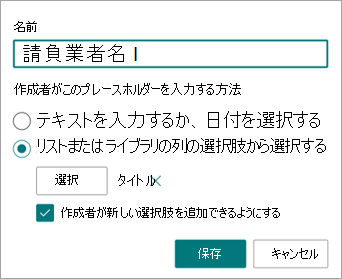 名前
請負業者名
作成者がこのプレースホルダーを入力する方法
テキストを入力するか、日付を選択する
リストまたはライブラリの列の選択肢から選択する
選択 タイトル
作成者が新しい選択肢を追加できるようにする
保存 キャンセル